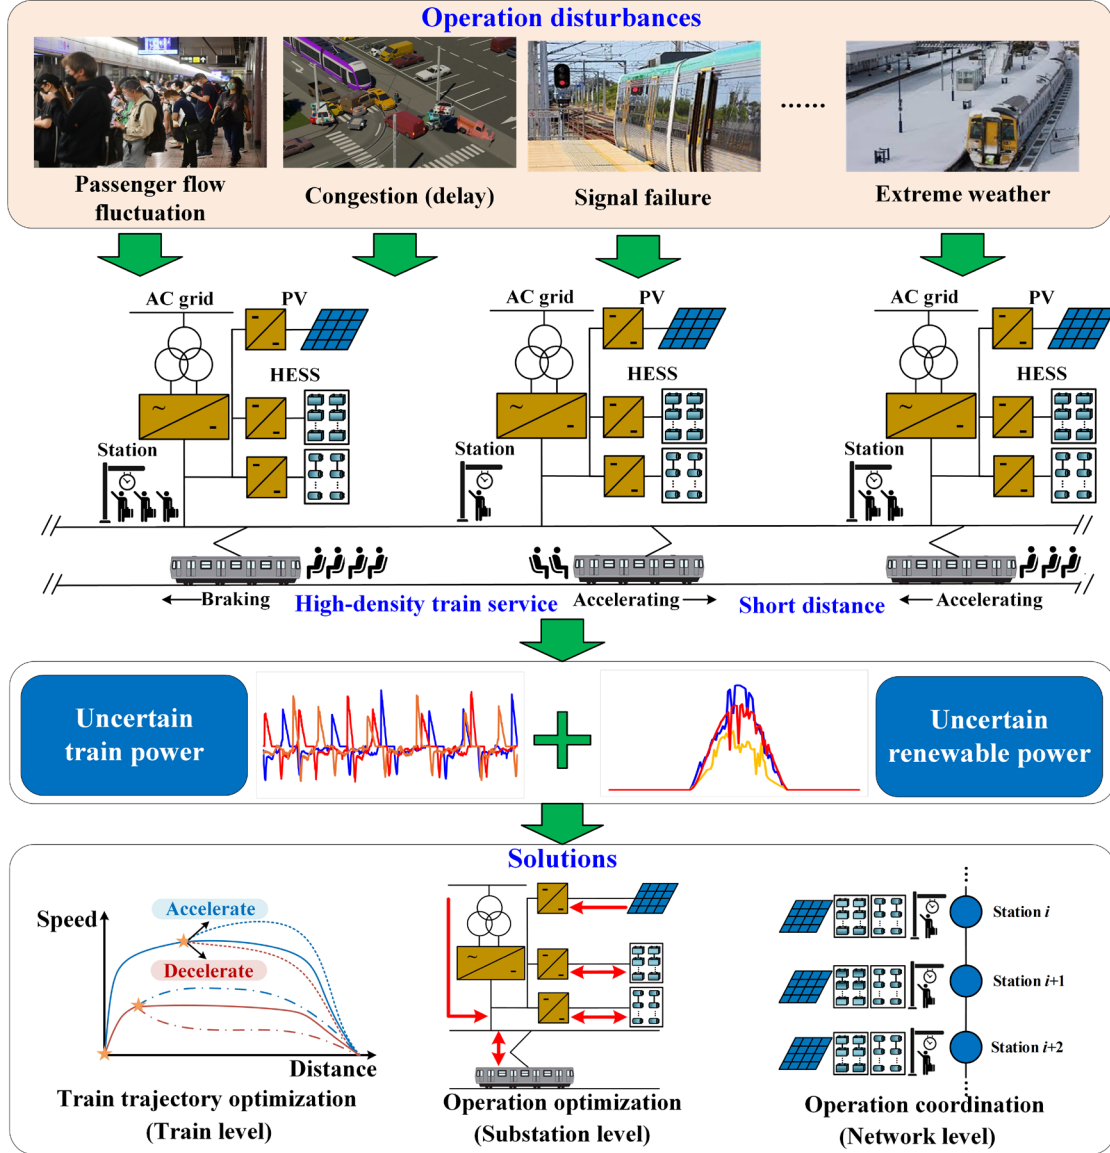 Operation disturbances
Passenger flow
fluctuation
Congestion (delay)
Signal failure
......
Extreme weather
AC grid
PV
HESS
Station
AC grid
PV
HESS
Station
AC grid
PV
HESS
Station
Braking
High-density train service
Accelerating
Short distance
Accelerating
Uncertain
train power
Uncertain
renewable power
Solutions
Speed
Accelerate
Decelerate
Distance
Train trajectory optimization
(Train level)
Operation optimization
(Substation level)
Station i
Station i+1
Station i+2
Operation coordination
(Network level)